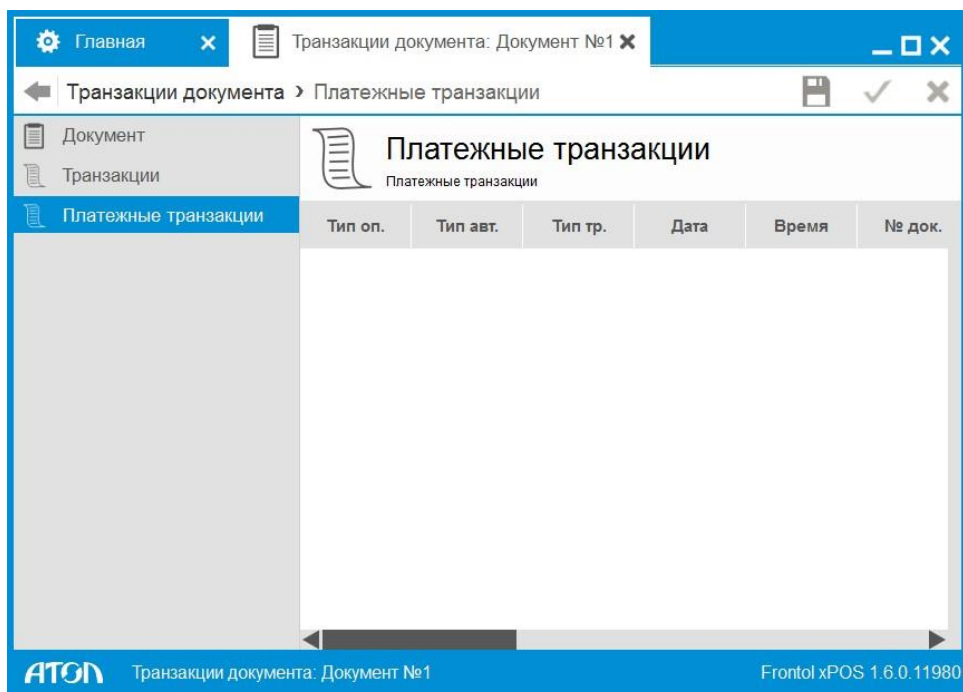 Главная
Транзакции документа: Документ №1
Транзакции документа › Платежные транзакции
Документ
Транзакции
Платежные транзакции
Платежные транзакции
Платежные транзакции
Тип оп. Тип авт. Тип тр. Дата Время № док.
АТОЛ Транзакции документа: Документ №1 Frontol xPOS 1.6.0.11980